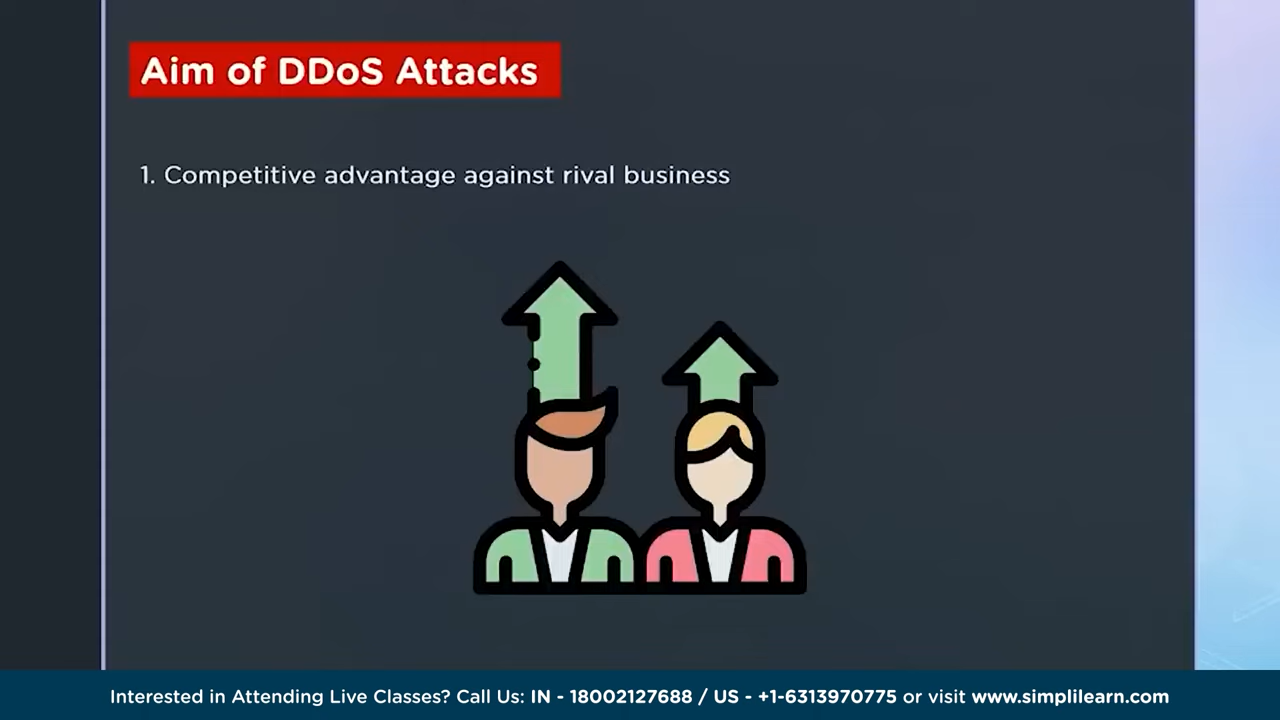 Aim of DDoS Attacks
1. Competitive advantage against rival business
Interested in Attending Live Classes? Call Us: IN - 18002127688 / US - +1-6313970775 or visit www.simplilearn.com